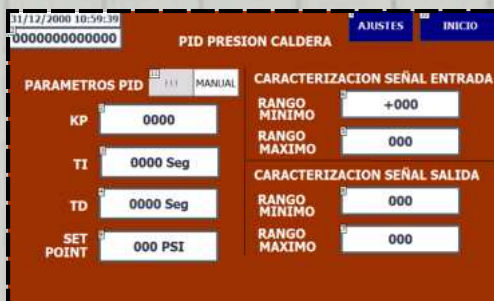 31/12/2000 10:59:39
0000000000000
PID PRESION CALDERA
AJUSTES
INICIO
PARAMETROS PID
MANUAL
KP
0000
TI
0000 Seg
TD
0000 Seg
SET POINT
000 PSI
CARACTERIZACION SEÑAL ENTRADA
RANGO MINIMO
+000
RANGO MAXIMO
000
CARACTERIZACION SEÑAL SALIDA
RANGO MINIMO
000
RANGO MAXIMO
000